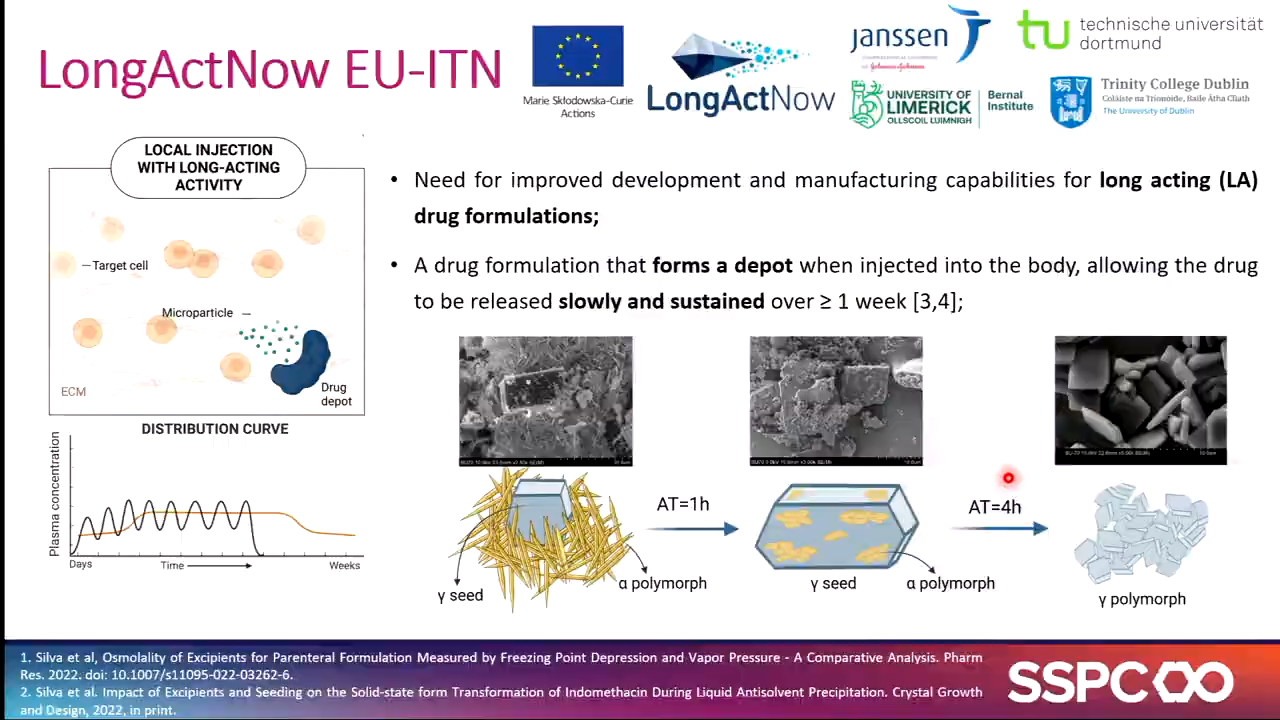 LongActNow EU-ITN
Marie Skłodowska-Curie
Actions
LongActNow
janssen
tu technische universität
dortmund
UNIVERSITY OF
LIMERICK
OLLSCOIL LUIMNIGH
Bernal
Institute
Trinity College Dublin
Coláiste na Tríonóide, Baile Átha Cliath
The University of Dublin
LOCAL INJECTION
WITH LONG-ACTING
ACTIVITY
Target cell
Microparticle
ECM
Drug
depot
DISTRIBUTION CURVE
Plasma concentration
Days
Time
Weeks
• Need for improved development and manufacturing capabilities for long acting (LA)
drug formulations;
• A drug formulation that forms a depot when injected into the body, allowing the drug
to be released slowly and sustained over ≥ 1 week [3,4];
AT=1h
AT=4h
γ seed
α polymorph
γ seed
α polymorph
γ polymorph
1. Silva et al, Osmolality of Excipients for Parenteral Formulation Measured by Freezing Point Depression and Vapor Pressure - A Comparative Analysis. Pharm
Res. 2022. doi: 10.1007/s11095-022-03262-6.
2. Silva et al. Impact of Excipients and Seeding on the Solid-state form Transformation of Indomethacin During Liquid Antisolvent Precipitation. Crystal Growth
and Design, 2022, in print.
SSPC